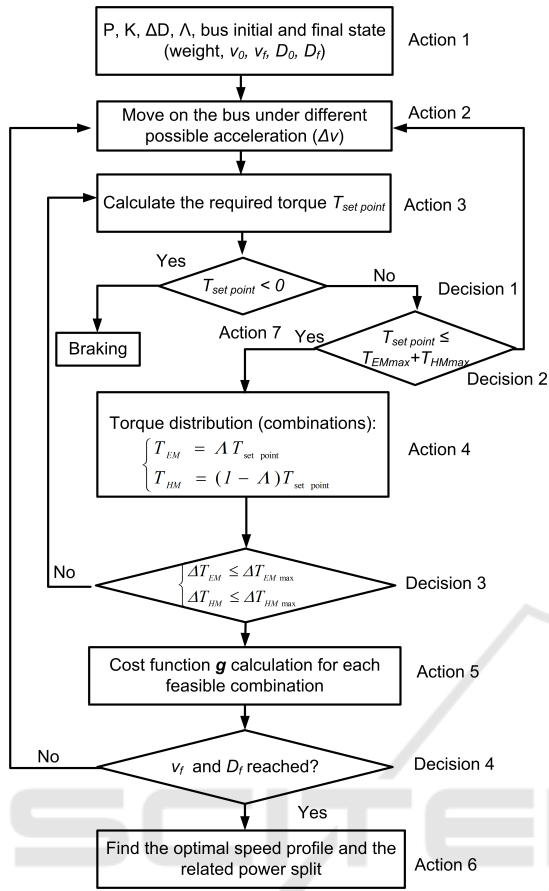 P, K, ΔD, Λ, bus initial and final state
(weight, v0, vf, D0, Df)
Action 1
Move on the bus under different
possible acceleration (Δv)
Action 2
Calculate the required torque Tset point
Action 3
Yes
Tset point < 0
No
Decision 1
Braking
Action 7
Yes
Tset point ≤
TEMmax+THMmax
Decision 2
Torque distribution (combinations):
TEM = Λ Tset point
THM = (1 - Λ)Tset point
Action 4
No
ΔTEM ≤ ΔTEM max
ΔTHM ≤ ΔTHM max
Decision 3
Cost function g calculation for each
feasible combination
Action 5
No
vf and Df reached?
Decision 4
Yes
Find the optimal speed profile and the
related power split
Action 6